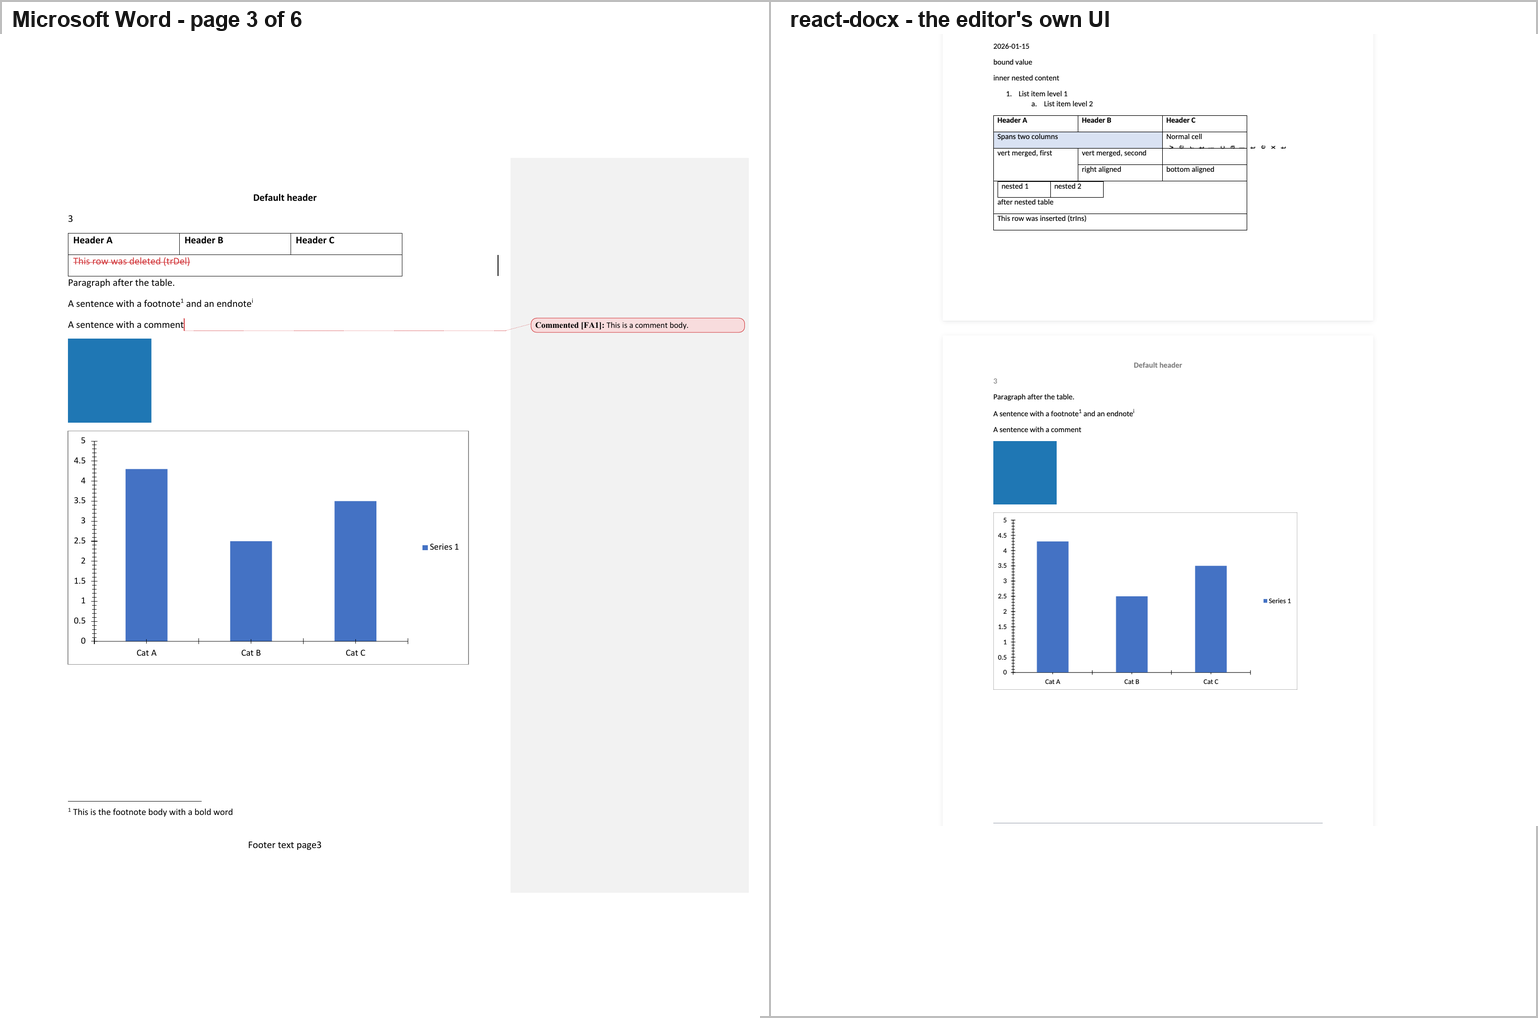 Microsoft Word - page 3 of 6
Default header
3
Header A Header B Header C
This row was deleted (trDel)
Paragraph after the table.
A sentence with a footnote1 and an endnotei
A sentence with a comment
Commented [FA1]: This is a comment body.
5
4.5
4
3.5
3
2.5
2
1.5
1
0.5
0
Cat A Cat B Cat C
Series 1
1 This is the footnote body with a bold word
Footer text page3
react-docx - the editor's own UI
2026-01-15
bound value
inner nested content
1. List item level 1
a. List item level 2
Header A Header B Header C
Spans two columns Normal cell
vert merged, first vert merged, second
right aligned bottom aligned
nested 1 nested 2
after nested table
This row was inserted (trIns)
Default header
3
Paragraph after the table.
A sentence with a footnote1 and an endnotei
A sentence with a comment
5
4.5
4
3.5
3
2.5
2
1.5
1
0.5
0
Cat A Cat B Cat C
Series 1